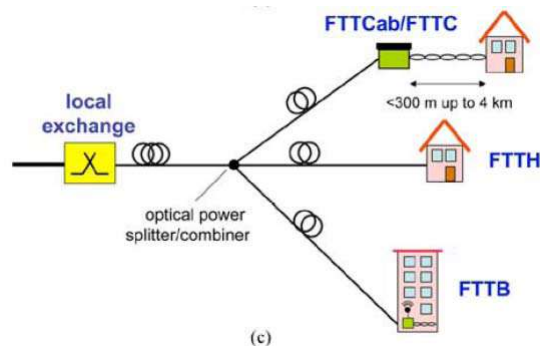 FTTCab/FTTC
<300 m up to 4 km
local
exchange
FTTH
optical power
splitter/combiner
FTTB
(c)